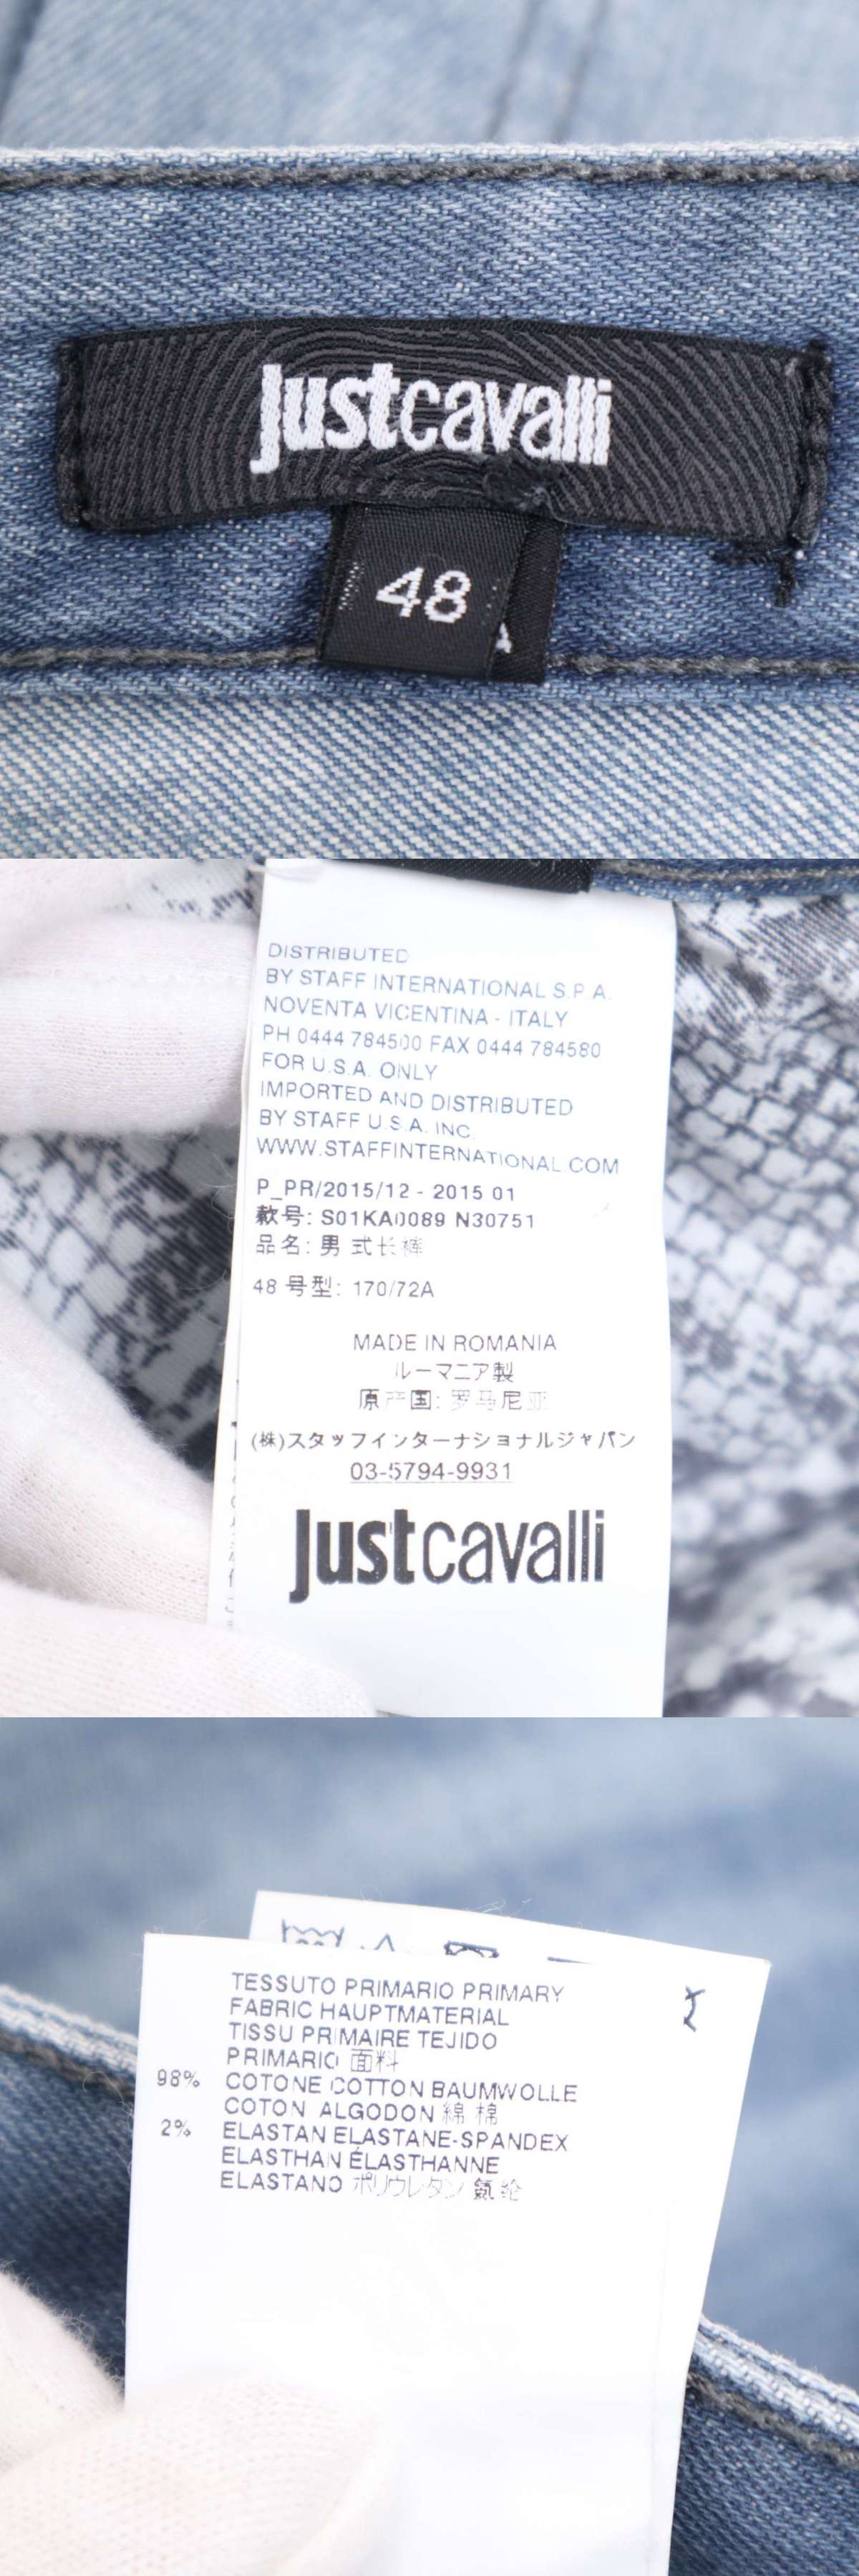 justcavalli
48
DISTRIBUTED
BY STAFF INTERNATIONAL S.P.A.
NOVENTA VICENTINA - ITALY
PH 0444 784500 FAX 0444 784580
FOR U.S.A. ONLY
IMPORTED AND DISTRIBUTED
BY STAFF U.S.A. INC.
WWW.STAFFINTERNATIONAL.COM
P_PR/2015/12 - 2015 01
款号: S01KA0089 N30751
品名: 男式长裤
48 号型: 170/72A
MADE IN ROMANIA
ルーマニア製
原产国: 罗马尼亚
(株)スタッフインターナショナルジャパン
03-5794-9931
justcavalli
TESSUTO PRIMARIO PRIMARY
FABRIC HAUPTMATERIAL
TISSU PRIMAIRE TEJIDO
PRIMARIO 面料
98% COTONE COTTON BAUMWOLLE
COTON ALGODON 綿 棉
2% ELASTAN ELASTANE-SPANDEX
ELASTHAN ÉLASTHANNE
ELASTANO ポリウレタン 氨纶